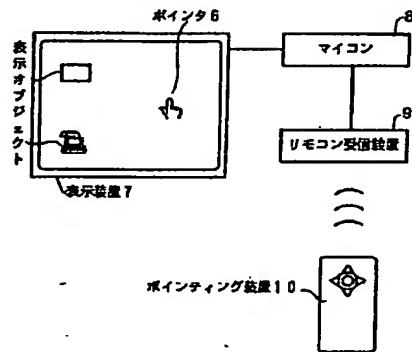 ポインタ6
8
マイコン
表示オブジェクト
9
リモコン受信装置
表示装置7
ポインティング装置10